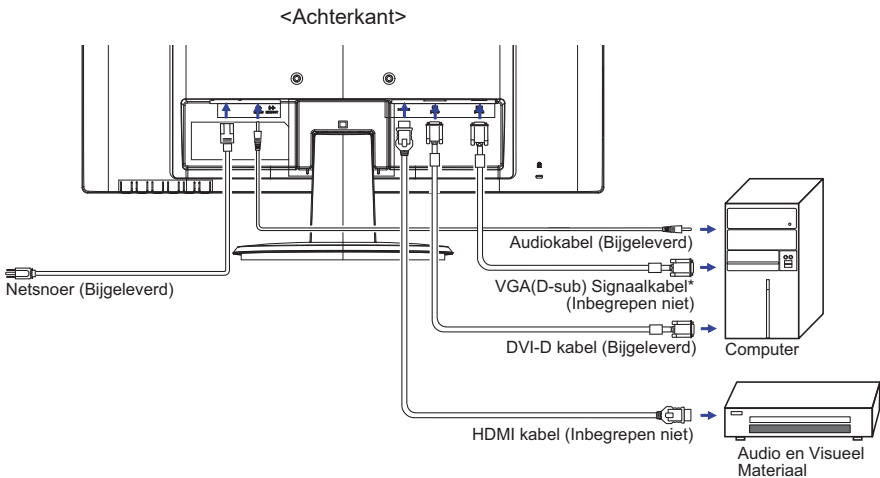 <Achterkant>
Audiokabel (Bijgeleverd)
Netsnoer (Bijgeleverd)
VGA(D-sub) Signaalkabel*
(Inbegrepen niet)
DVI-D kabel (Bijgeleverd)
Computer
HDMI kabel (Inbegrepen niet)
Audio en Visueel
Materiaal